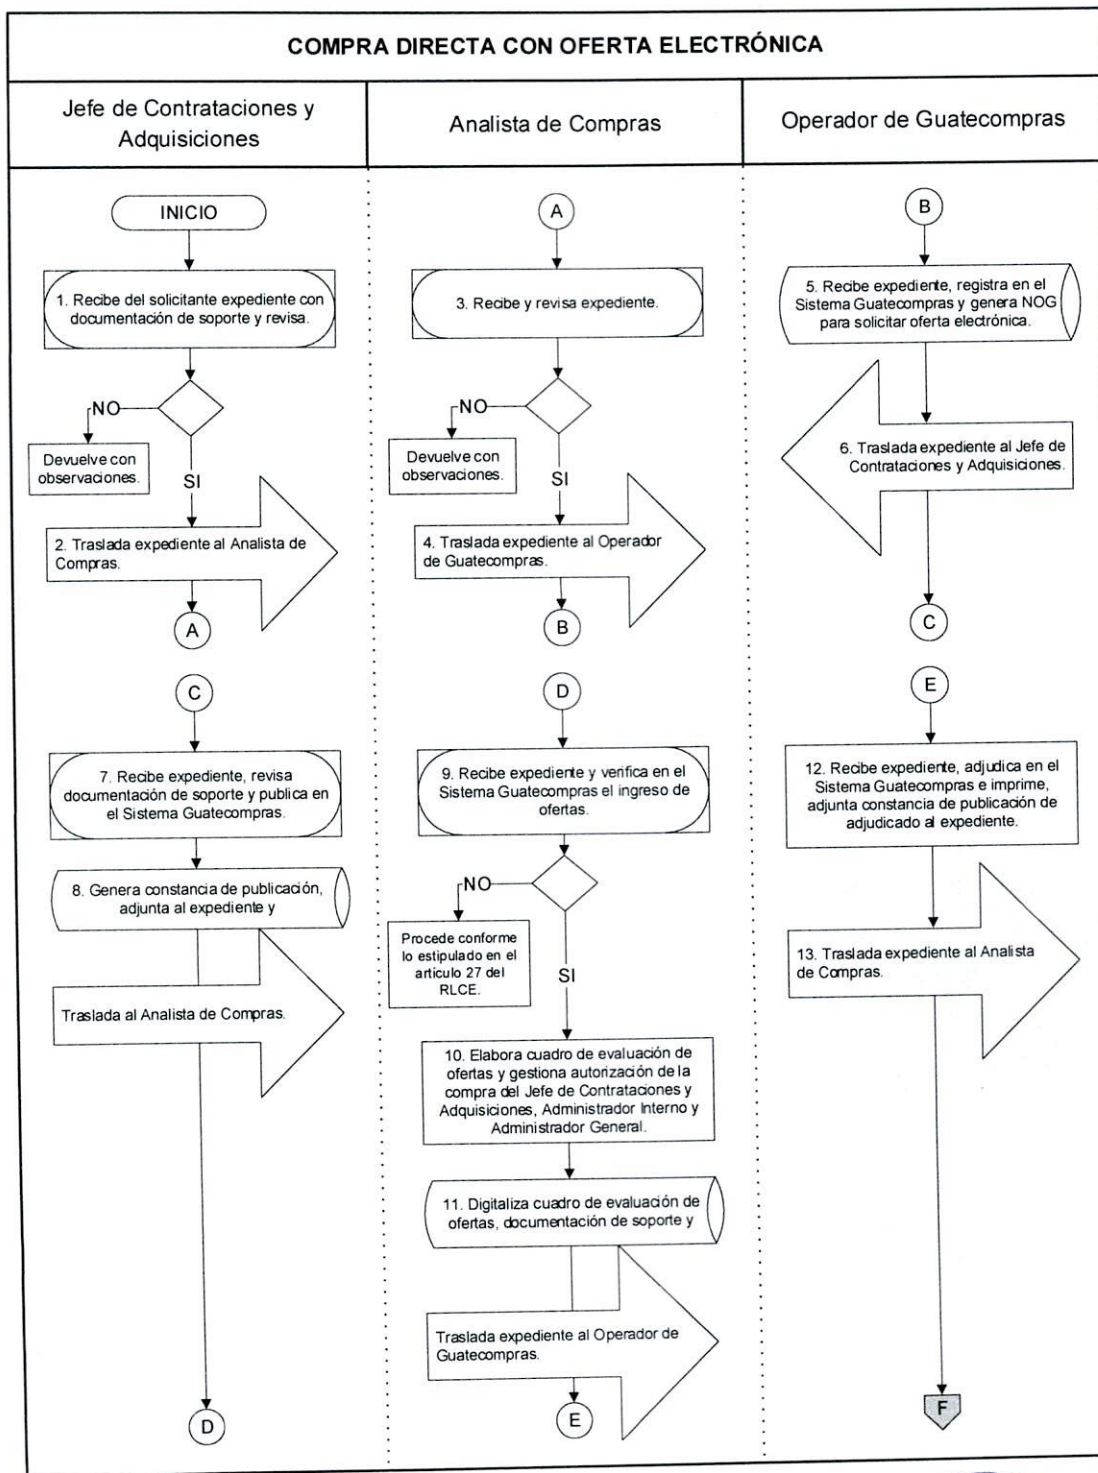 COMPRA DIRECTA CON OFERTA ELECTRÓNICA
Jefe de Contrataciones y
Adquisiciones
Analista de Compras
Operador de Guatecompras
INICIO
1. Recibe del solicitante expediente con
documentación de soporte y revisa.
NO
Devuelve con
observaciones.
SI
2. Traslada expediente al Analista de
Compras.
A
A
3. Recibe y revisa expediente.
NO
Devuelve con
observaciones.
SI
4. Traslada expediente al Operador
de Guatecompras.
B
B
5. Recibe expediente, registra en el
Sistema Guatecompras y genera NOG
para solicitar oferta electrónica.
6. Traslada expediente al Jefe de
Contrataciones y Adquisiciones.
C
C
7. Recibe expediente, revisa
documentación de soporte y publica en
el Sistema Guatecompras.
8. Genera constancia de publicación,
adjunta al expediente y
Traslada al Analista de Compras.
D
D
9. Recibe expediente y verifica en el
Sistema Guatecompras el ingreso de
ofertas.
NO
Procede conforme
lo estipulado en el
artículo 27 del
RLCE.
SI
10. Elabora cuadro de evaluación de
ofertas y gestiona autorización de la
compra del Jefe de Contrataciones y
Adquisiciones, Administrador Interno y
Administrador General.
11. Digitaliza cuadro de evaluación de
ofertas, documentación de soporte y
Traslada expediente al Operador de
Guatecompras.
E
E
12. Recibe expediente, adjudica en el
Sistema Guatecompras e imprime,
adjunta constancia de publicación de
adjudicado al expediente.
13. Traslada expediente al Analista
de Compras.
F